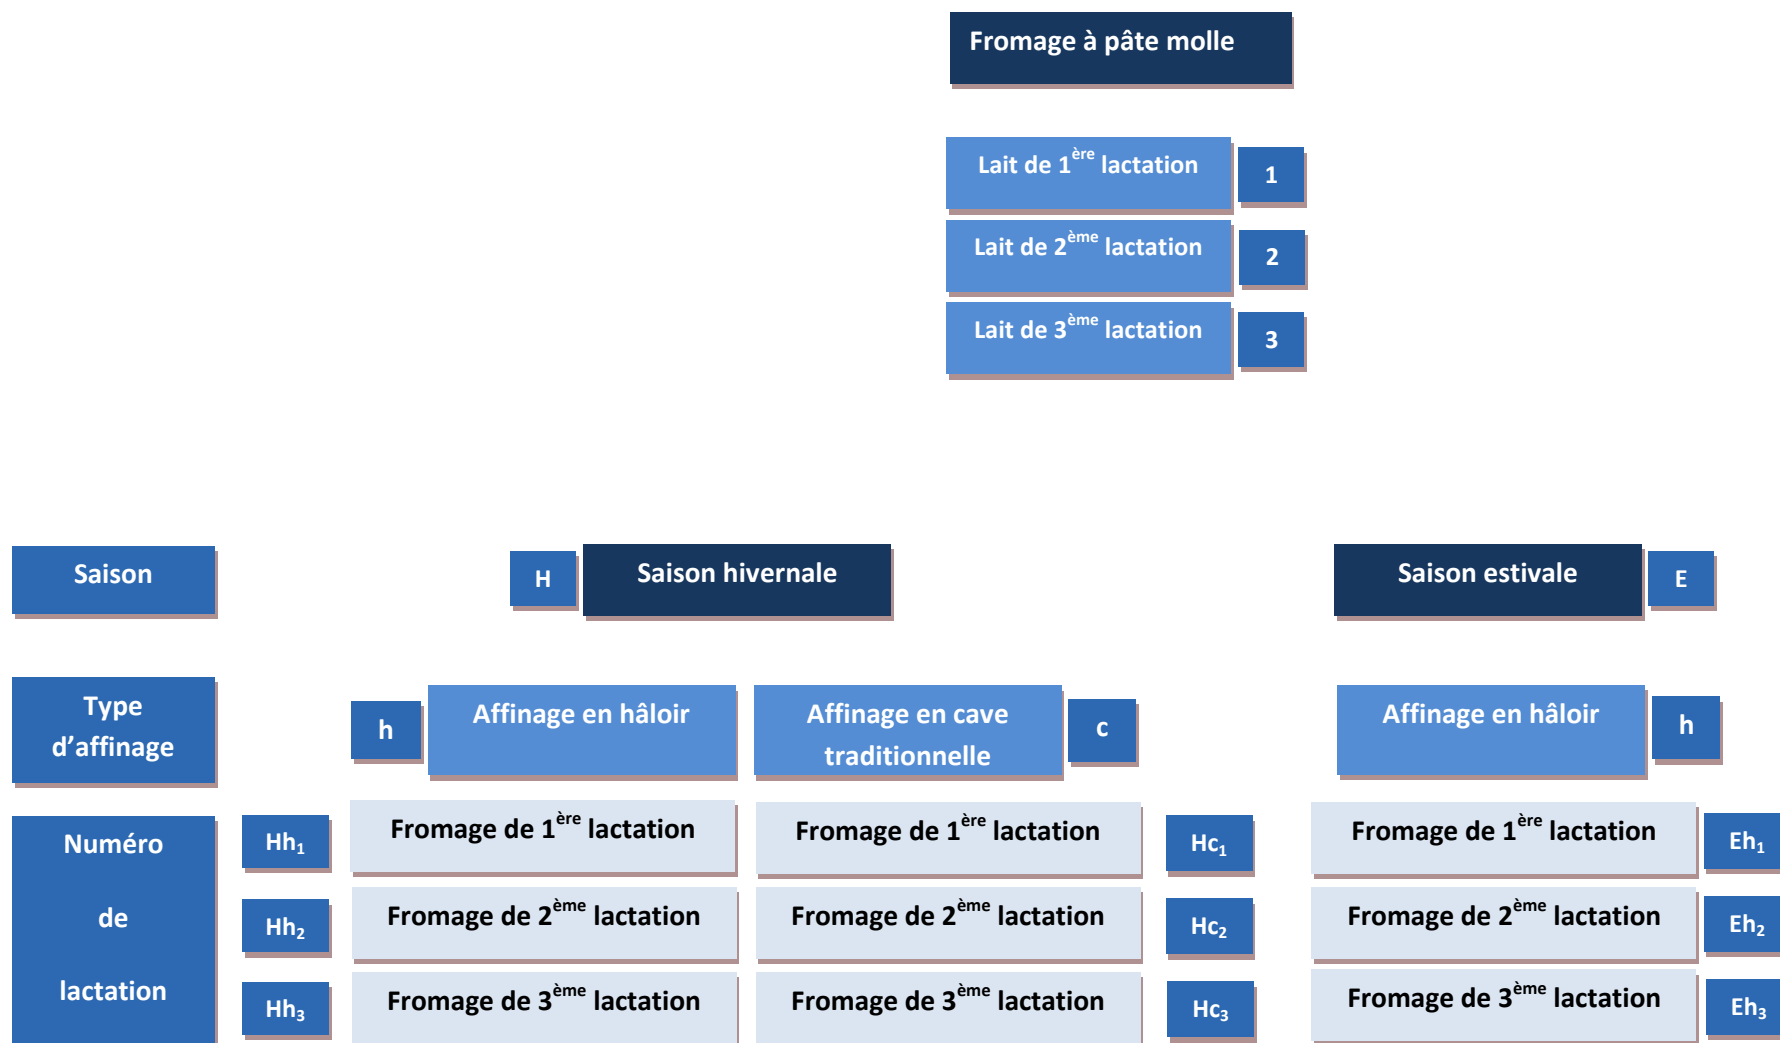 Fromage à pâte molle
Lait de 1ère lactation 1
Lait de 2ème lactation 2
Lait de 3ème lactation 3
Saison H Saison hivernale Saison estivale E
Type
d’affinage
h Affinage en hâloir
Affinage en cave
traditionnelle
c
Affinage en hâloir h
Numéro
de
lactation
Hh1 Fromage de 1ère lactation Fromage de 1ère lactation Hc1 Fromage de 1ère lactation Eh1
Hh2 Fromage de 2ème lactation Fromage de 2ème lactation Hc2 Fromage de 2ème lactation Eh2
Hh3 Fromage de 3ème lactation Fromage de 3ème lactation Hc3 Fromage de 3ème lactation Eh3